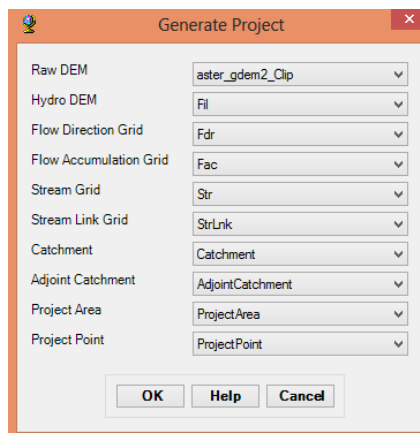 Generate Project
Raw DEM aster_gdem2_Clip
Hydro DEM Fil
Flow Direction Grid Fdr
Flow Accumulation Grid Fac
Stream Grid Str
Stream Link Grid StrLnk
Catchment Catchment
Adjoint Catchment AdjointCatchment
Project Area ProjectArea
Project Point ProjectPoint
OK Help Cancel